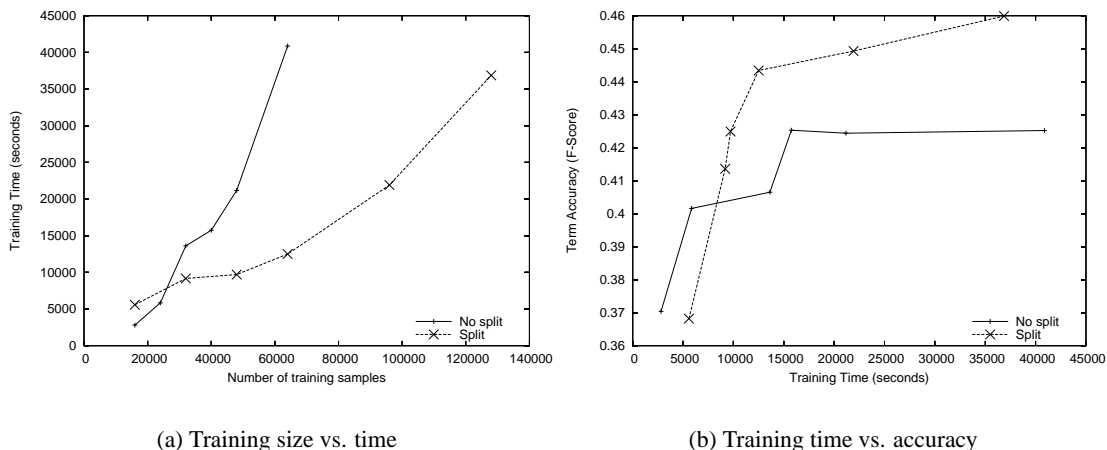 45000
40000
35000
30000
25000
20000
15000
10000
5000
0
Training Time (seconds)
No split
Split
0 20000 40000 60000 80000 100000 120000 140000
Number of training samples
(a) Training size vs. time
0.46
0.45
0.44
0.43
0.42
0.41
0.4
0.39
0.38
0.37
0.36
Term Accuracy (F-Score)
No split
Split
0 5000 10000 15000 20000 25000 30000 35000 40000 45000
Training Time (seconds)
(b) Training time vs. accuracy